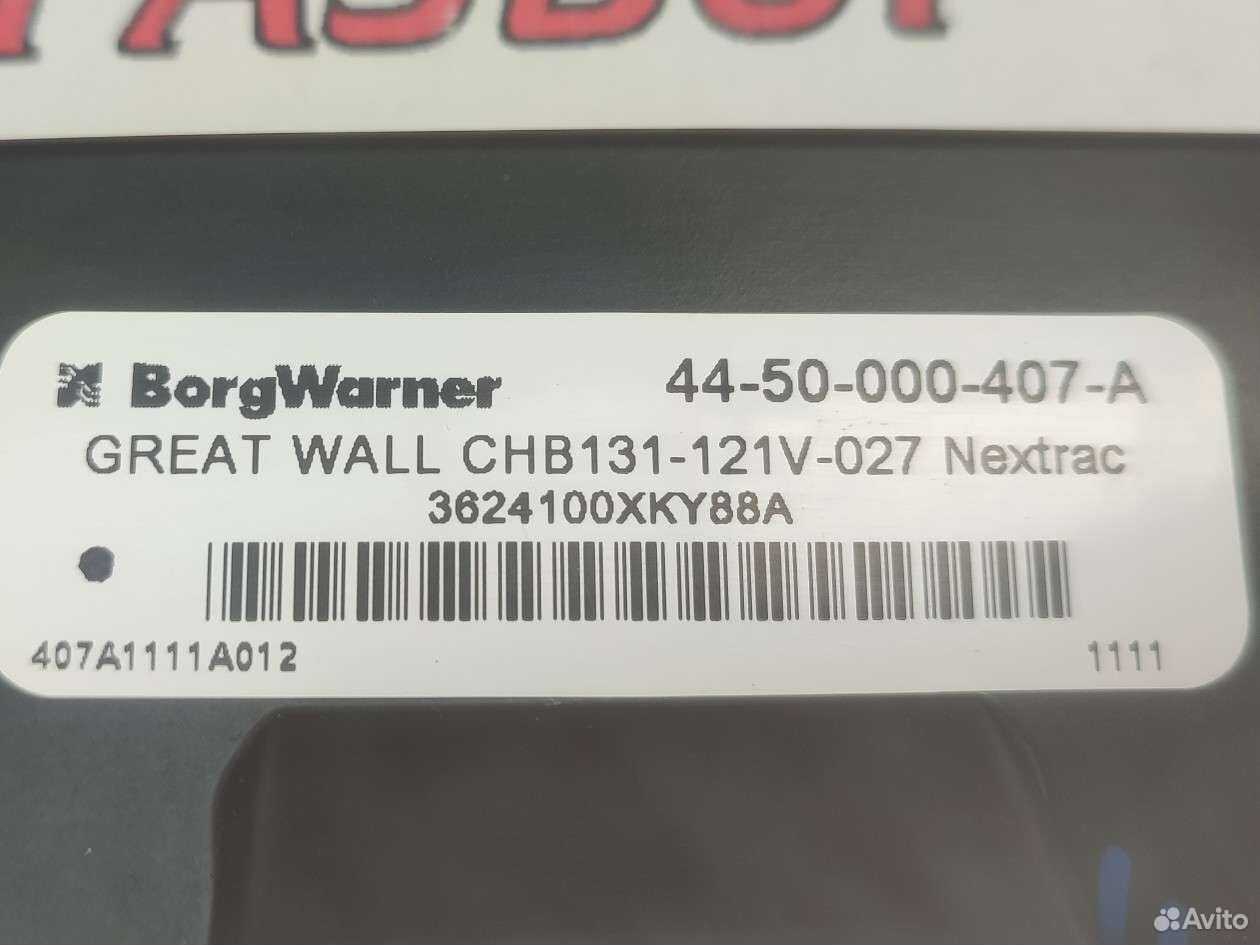 BorgWarner 44-50-000-407-A
GREAT WALL CHB131-121V-027 Nextrac
3624100XKY88A
407A1111A012 1111
Avito